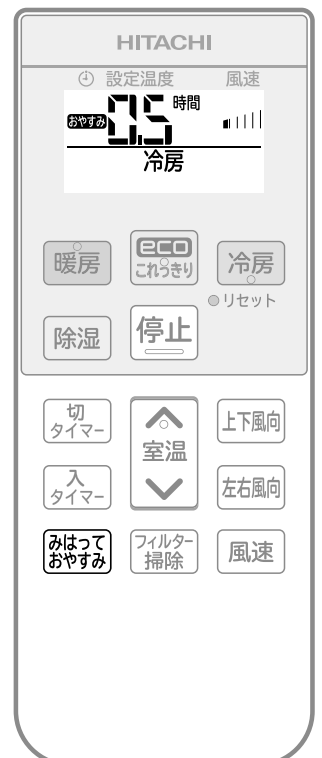 HITACHI
設定温度 風速
おやすみ 0.5 時間
冷房
暖房 eco これっきり 冷房
リセット
除湿 停止
切タイマー 室温 上下風向
入タイマー 左右風向
みはっておやすみ フィルター掃除 風速